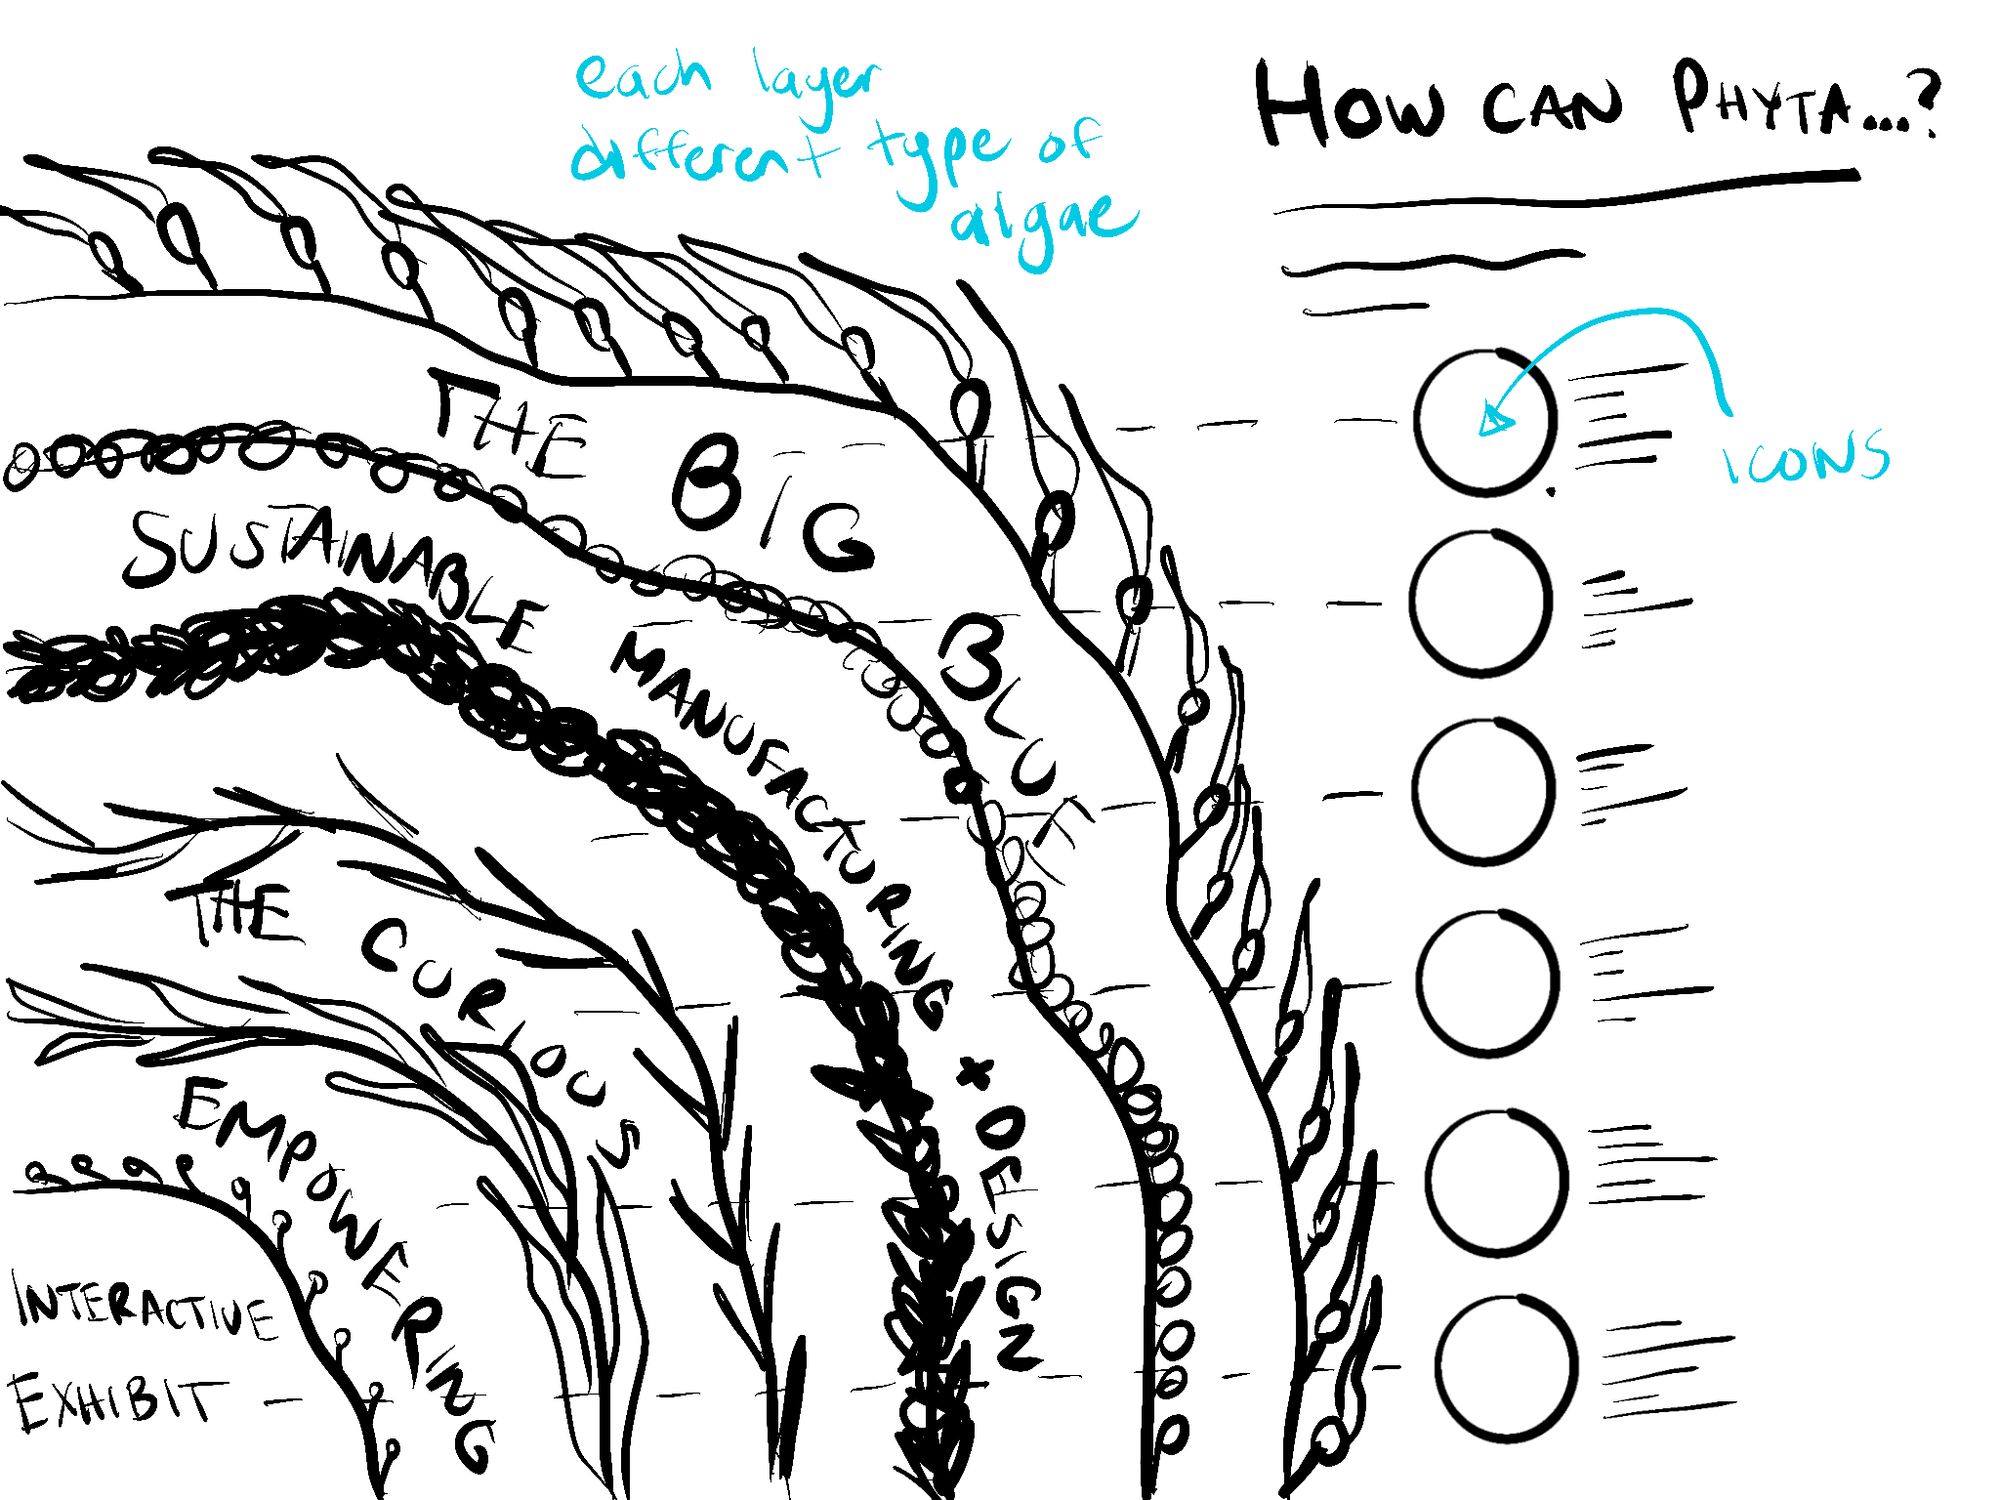 each layer
different type of
algae
HOW CAN PHYTA...?
ICONS
THE BIG BLUE
SUSTAINABLE MANUFACTURING + DESIGN
THE CURIOUS
EMPOWERING
INTERACTIVE
EXHIBIT